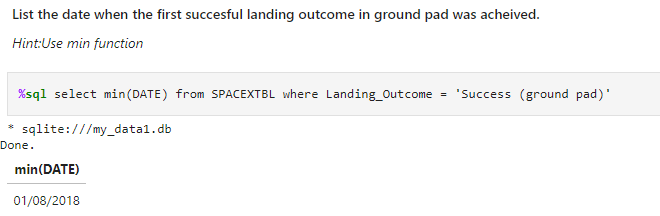 List the date when the first succesful landing outcome in ground pad was acheived.
Hint:Use min function
%sql select min(DATE) from SPACEXTBL where Landing_Outcome = 'Success (ground pad)'
* sqlite:///my_data1.db
Done.
min(DATE)
01/08/2018